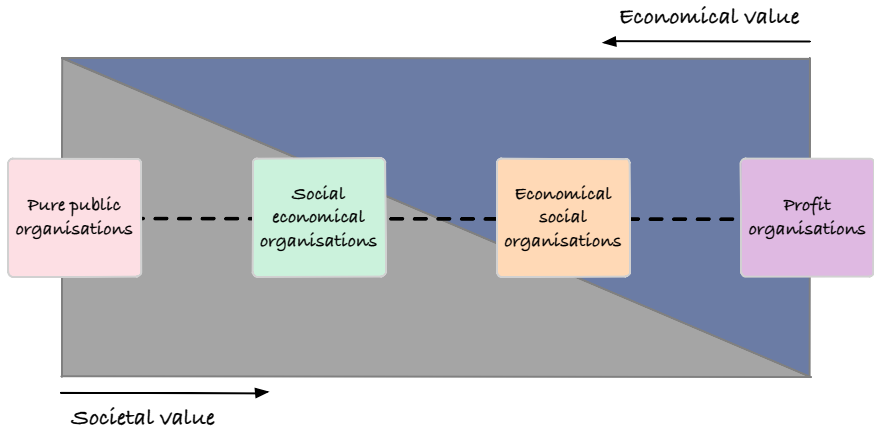 Economical value
Pure public
organisations
Social
economical
organisations
Economical
social
organisations
Profit
organisations
Societal value